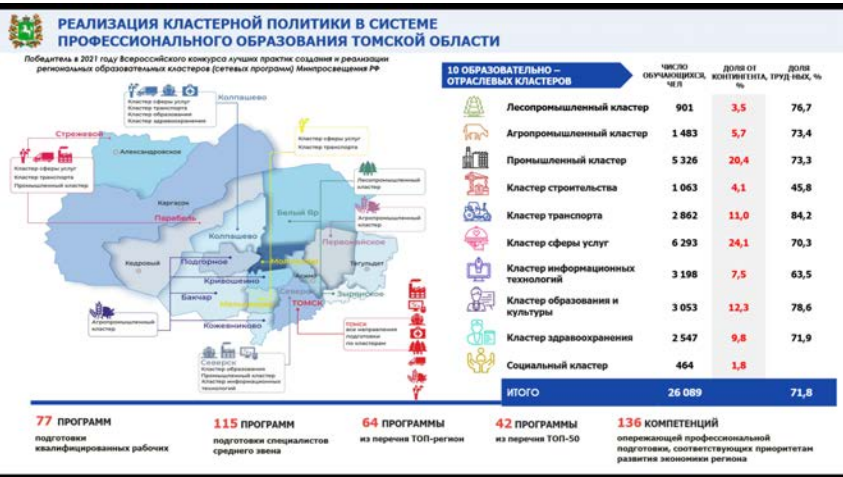 РЕАЛИЗАЦИЯ КЛАСТЕРНОЙ ПОЛИТИКИ В СИСТЕМЕ
ПРОФЕССИОНАЛЬНОГО ОБРАЗОВАНИЯ ТОМСКОЙ ОБЛАСТИ
Победитель в 2021 году Всероссийского конкурса лучших практик создания и реализации
региональных образовательных кластеров (сетевых программ) Минпросвещения РФ
Кластер сферы услуг
Кластер транспорта
Кластер образования
Кластер здравоохранения
Колпашево
Стрежевой
Александровское
Кластер сферы услуг
Кластер транспорта
Промышленный кластер
Кластер сферы услуг
Кластер транспорта
Лесопромышленный
кластер
Агропромышленный
кластер
Каргасок
Парабель
Белый Яр
Колпашево
Первомайское
Кедровый
Подгорное
Тегульдет
Кривошеино
Асино
Бакчар
Северск
Зырянское
ТОМСК
Кожевниково
Агропромышленный
кластер
ТОМСК
все направления
подготовки
по кластерам
Северск
Кластер образования
Промышленный кластер
Кластер информационных
технологий
10 ОБРАЗОВАТЕЛЬНО –
ОТРАСЛЕВЫХ КЛАСТЕРОВ
ЧИСЛО
ОБУЧАЮЩИХСЯ,
ЧЕЛ
ДОЛЯ ОТ
КОНТИНГЕНТА,
%
ДОЛЯ
ТРУД-НЫХ, %
Лесопромышленный кластер 901 3,5 76,7
Агропромышленный кластер 1 483 5,7 73,4
Промышленный кластер 5 326 20,4 73,3
Кластер строительства 1 063 4,1 45,8
Кластер транспорта 2 862 11,0 84,2
Кластер сферы услуг 6 293 24,1 70,3
Кластер информационных
технологий 3 198 7,5 63,5
Кластер образования и
культуры 3 053 12,3 78,6
Кластер здравоохранения 2 547 9,8 71,9
Социальный кластер 464 1,8
ИТОГО 26 089 71,8
77 ПРОГРАММ
подготовки
квалифицированных рабочих
115 ПРОГРАММ
подготовки специалистов
среднего звена
64 ПРОГРАММЫ
из перечня ТОП-регион
42 ПРОГРАММЫ
из перечня ТОП-50
136 КОМПЕТЕНЦИЙ
опережающей профессиональной
подготовки, соответствующих приоритетам
развития экономики региона